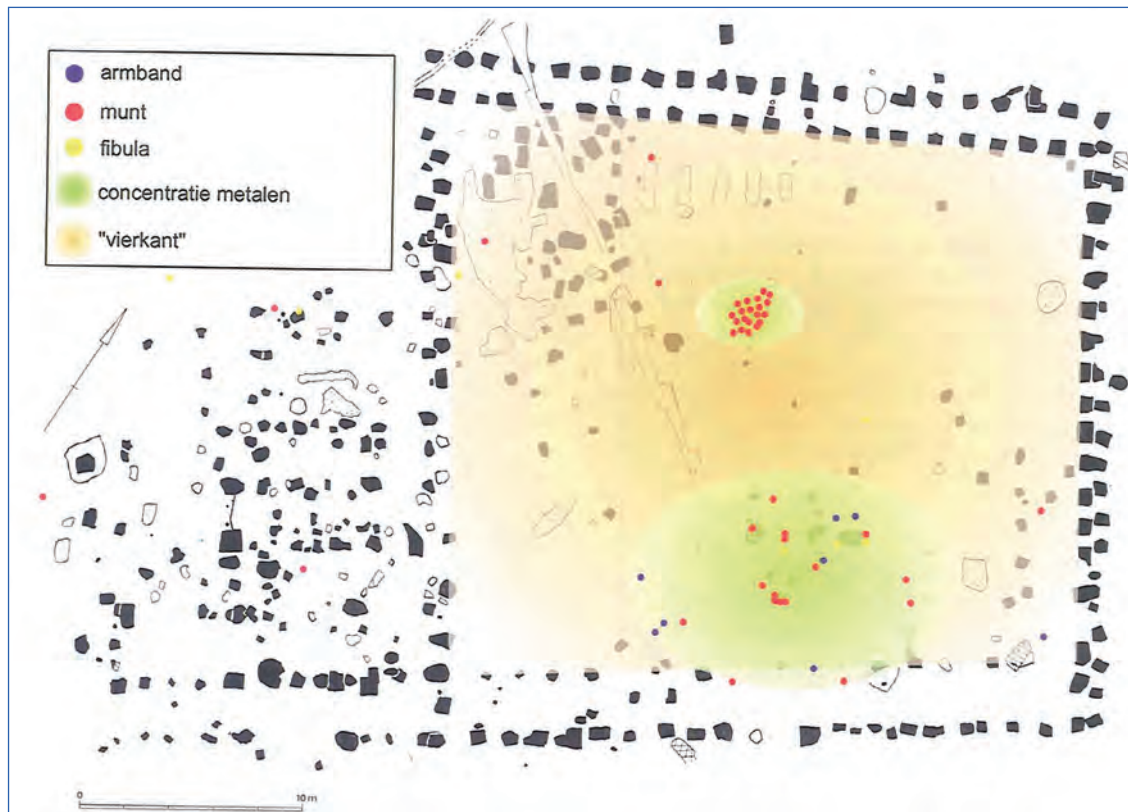 armband
munt
fibula
concentratie metalen
"vierkant"
0 10 m